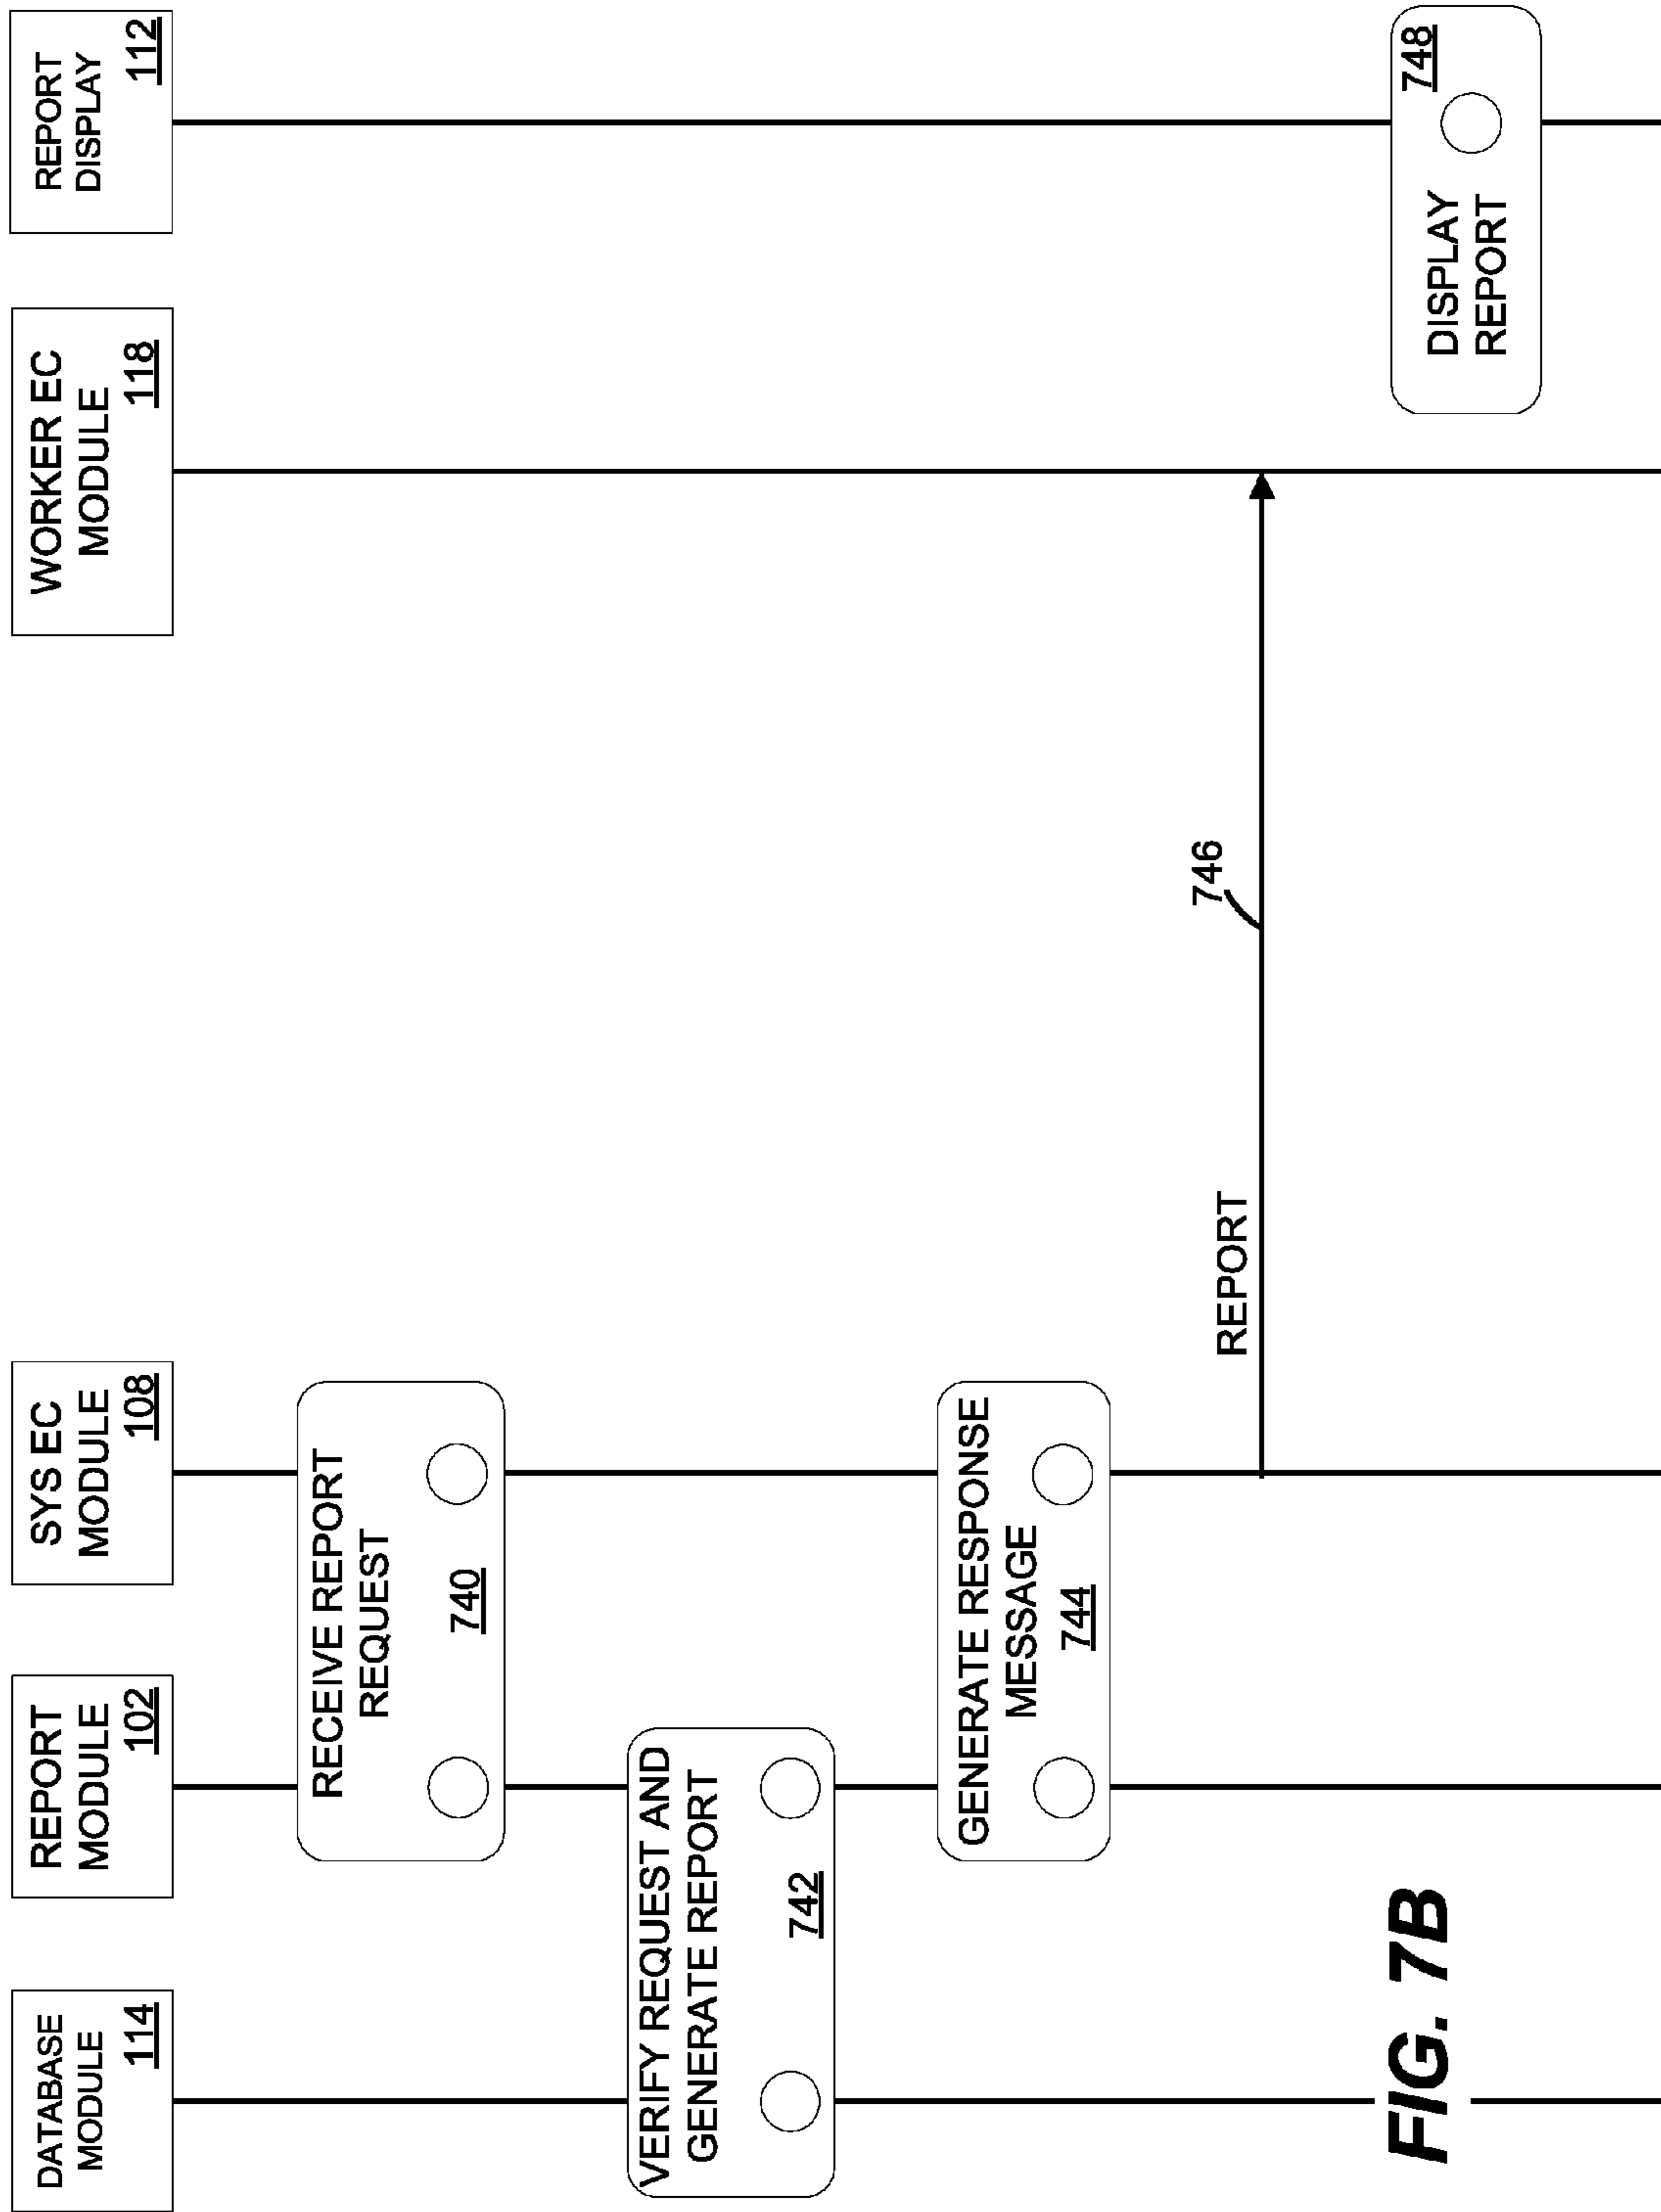 DATABASE
MODULE
114
REPORT
MODULE
102
SYS EC
MODULE
108
WORKER EC
MODULE
118
REPORT
DISPLAY
112
RECEIVE REPORT
REQUEST
740
VERIFY REQUEST AND
GENERATE REPORT
742
GENERATE RESPONSE
MESSAGE
744
REPORT
746
748
DISPLAY
REPORT
FIG. 7B